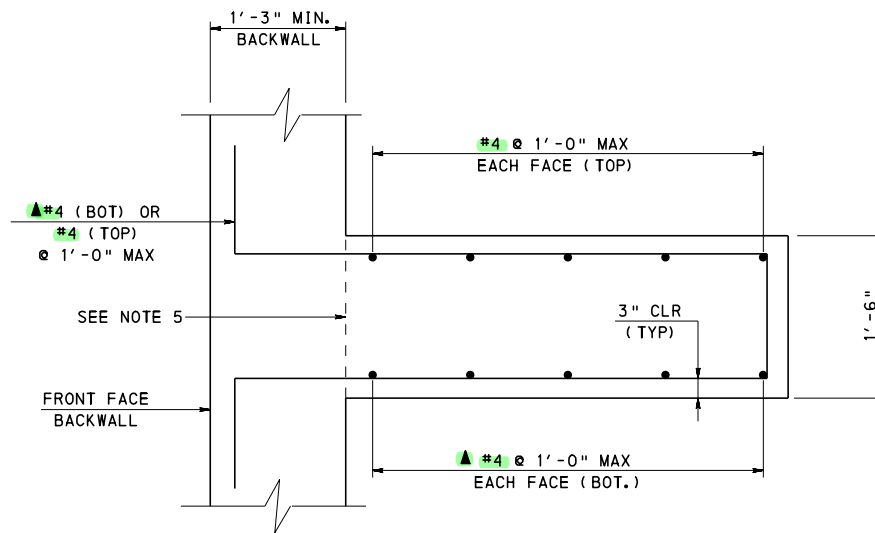 1'-3" MIN.
BACKWALL
#4 @ 1'-0" MAX
EACH FACE (TOP)
▲#4 (BOT) OR
#4 (TOP)
@ 1'-0" MAX
SEE NOTE 5
3" CLR
(TYP)
1'-6"
FRONT FACE
BACKWALL
▲ #4 @ 1'-0" MAX
EACH FACE (BOT.)